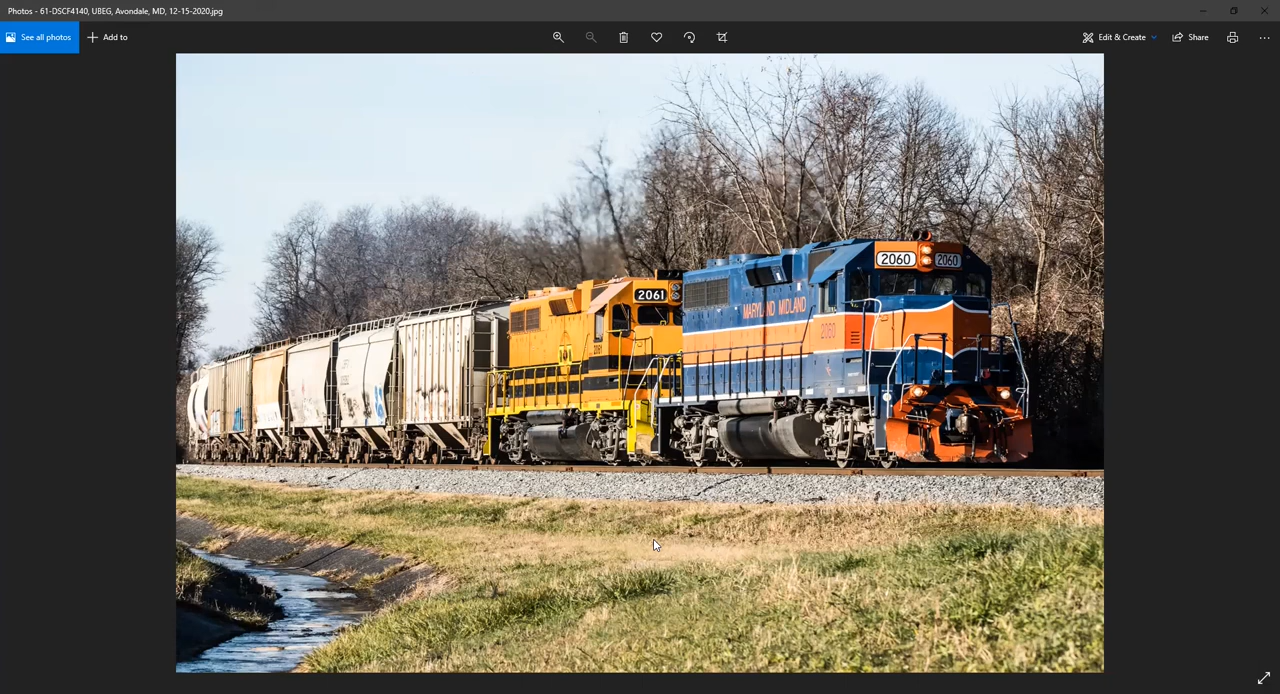 Photos - 61-DSCF4140, UBEG, Avondale, MD, 12-15-2020.jpg
See all photos
Add to
Edit & Create
Share
2060
2060
2061
MARYLAND MIDLAND
2060
2061